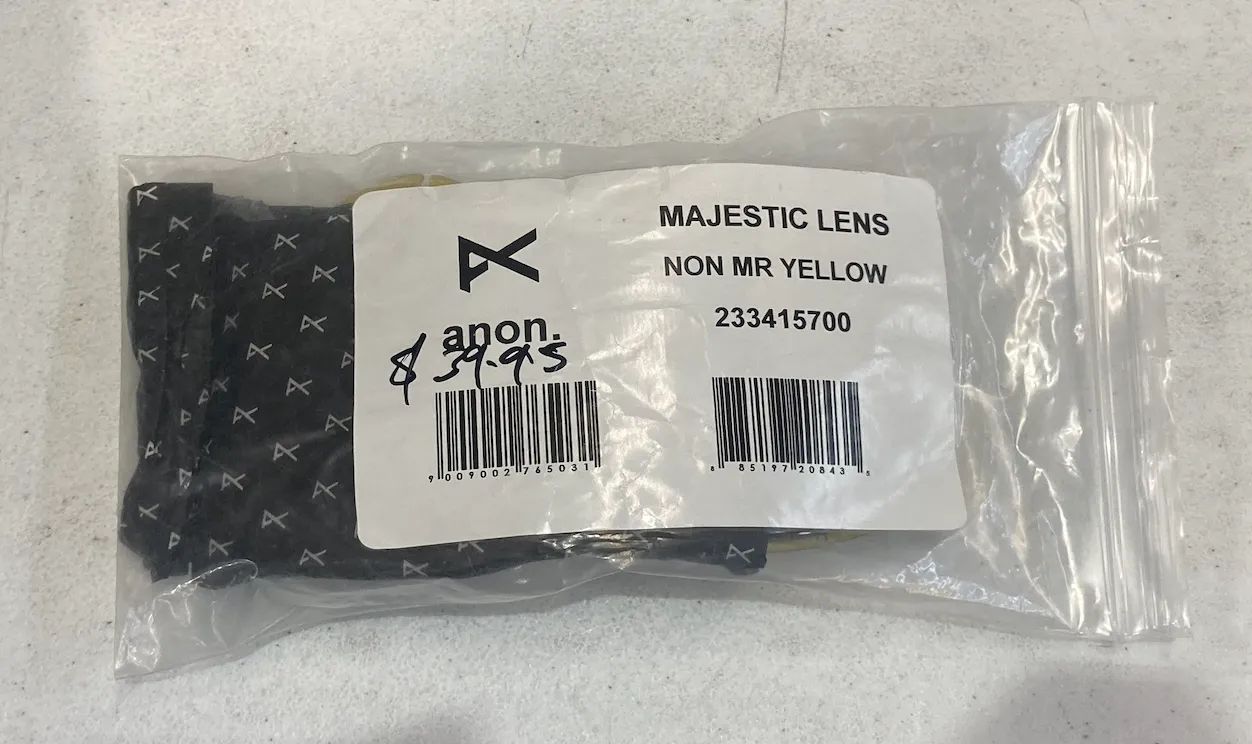 anon.
$ 39.95
9 009002 765031
MAJESTIC LENS
NON MR YELLOW
233415700
8 85197 20843 5